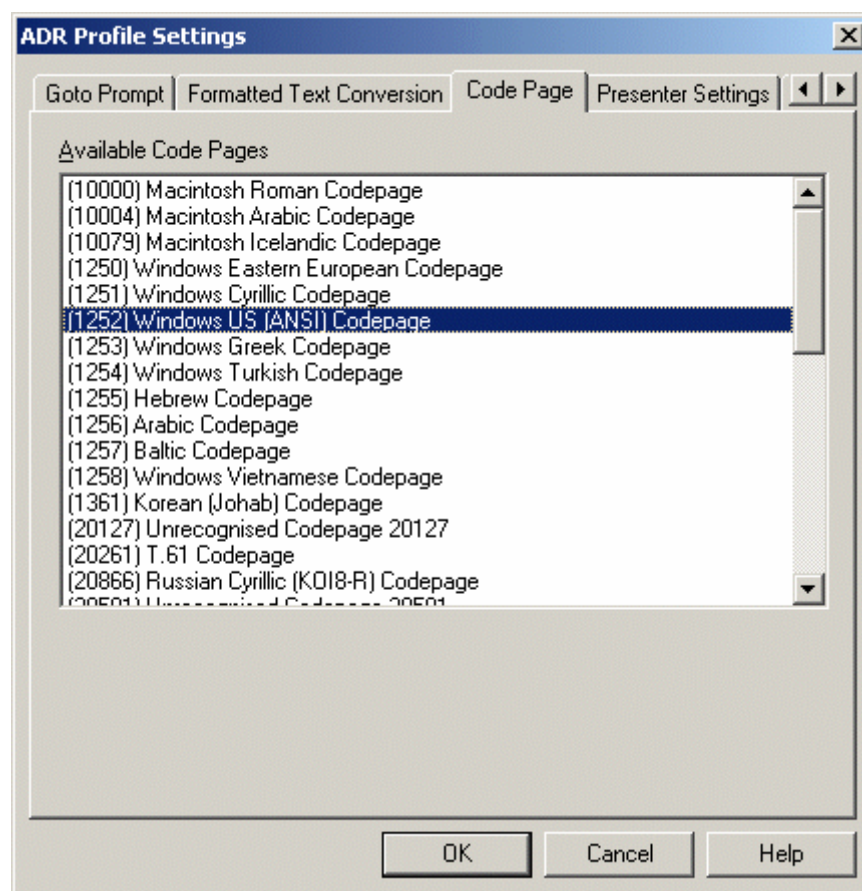 ADR Profile Settings
Goto Prompt Formatted Text Conversion Code Page Presenter Settings
Available Code Pages
(10000) Macintosh Roman Codepage
(10004) Macintosh Arabic Codepage
(10079) Macintosh Icelandic Codepage
(1250) Windows Eastern European Codepage
(1251) Windows Cyrillic Codepage
(1252) Windows US (ANSI) Codepage
(1253) Windows Greek Codepage
(1254) Windows Turkish Codepage
(1255) Hebrew Codepage
(1256) Arabic Codepage
(1257) Baltic Codepage
(1258) Windows Vietnamese Codepage
(1361) Korean (Johab) Codepage
(20127) Unrecognised Codepage 20127
(20261) T.61 Codepage
(20866) Russian Cyrillic (KOI8-R) Codepage
OK Cancel Help